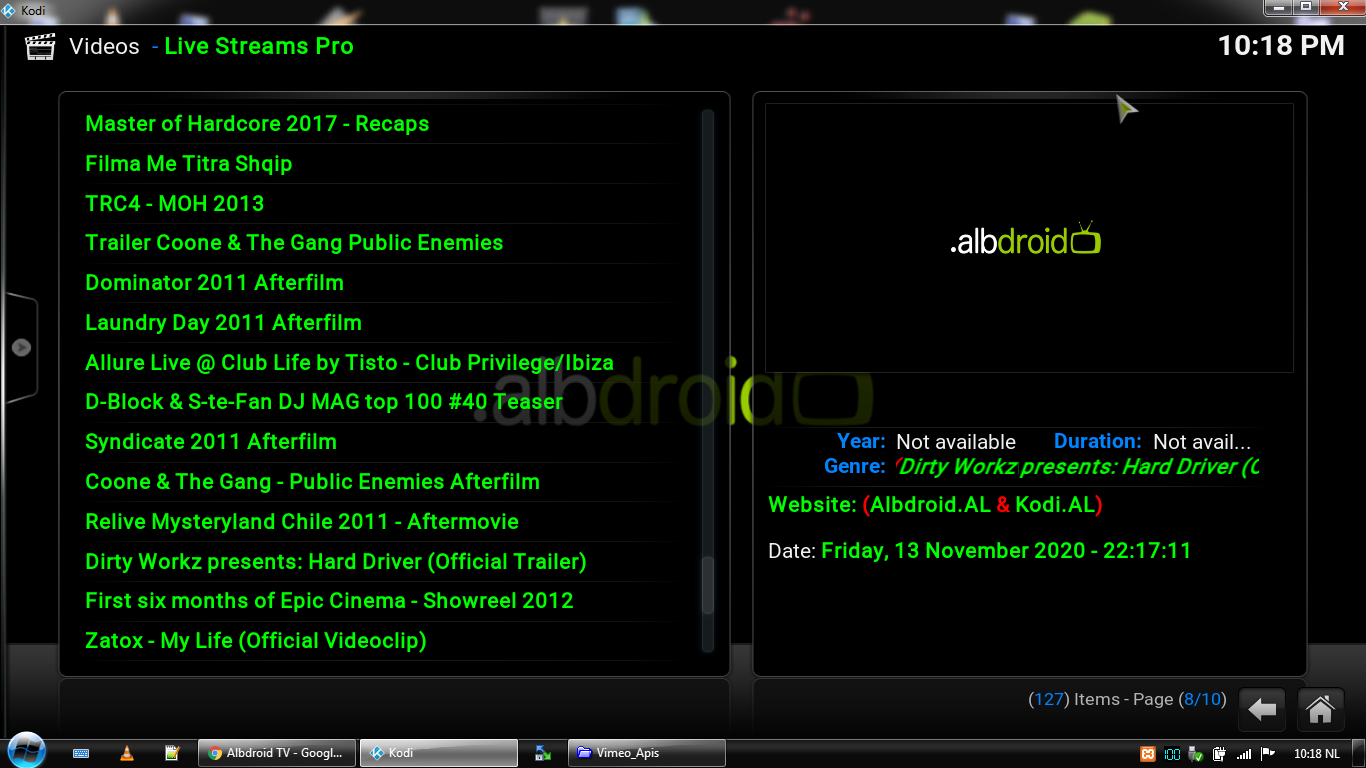 Kodi
Videos - Live Streams Pro
10:18 PM
Master of Hardcore 2017 - Recaps
Filma Me Titra Shqip
TRC4 - MOH 2013
Trailer Coone & The Gang Public Enemies
Dominator 2011 Afterfilm
Laundry Day 2011 Afterfilm
Allure Live @ Club Life by Tisto - Club Privilege/Ibiza
D-Block & S-te-Fan DJ MAG top 100 #40 Teaser
Syndicate 2011 Afterfilm
Coone & The Gang - Public Enemies Afterfilm
Relive Mysteryland Chile 2011 - Aftermovie
Dirty Workz presents: Hard Driver (Official Trailer)
First six months of Epic Cinema - Showreel 2012
Zatox - My Life (Official Videoclip)
.albdroid
.albdroid
Year: Not available Duration: Not avail...
Genre: (Dirty Workz presents: Hard Driver (O
Website: (Albdroid.AL & Kodi.AL)
Date: Friday, 13 November 2020 - 22:17:11
(127) Items - Page (8/10)
Albdroid TV - Googl...
Kodi
Vimeo_Apis
100
10:18 NL